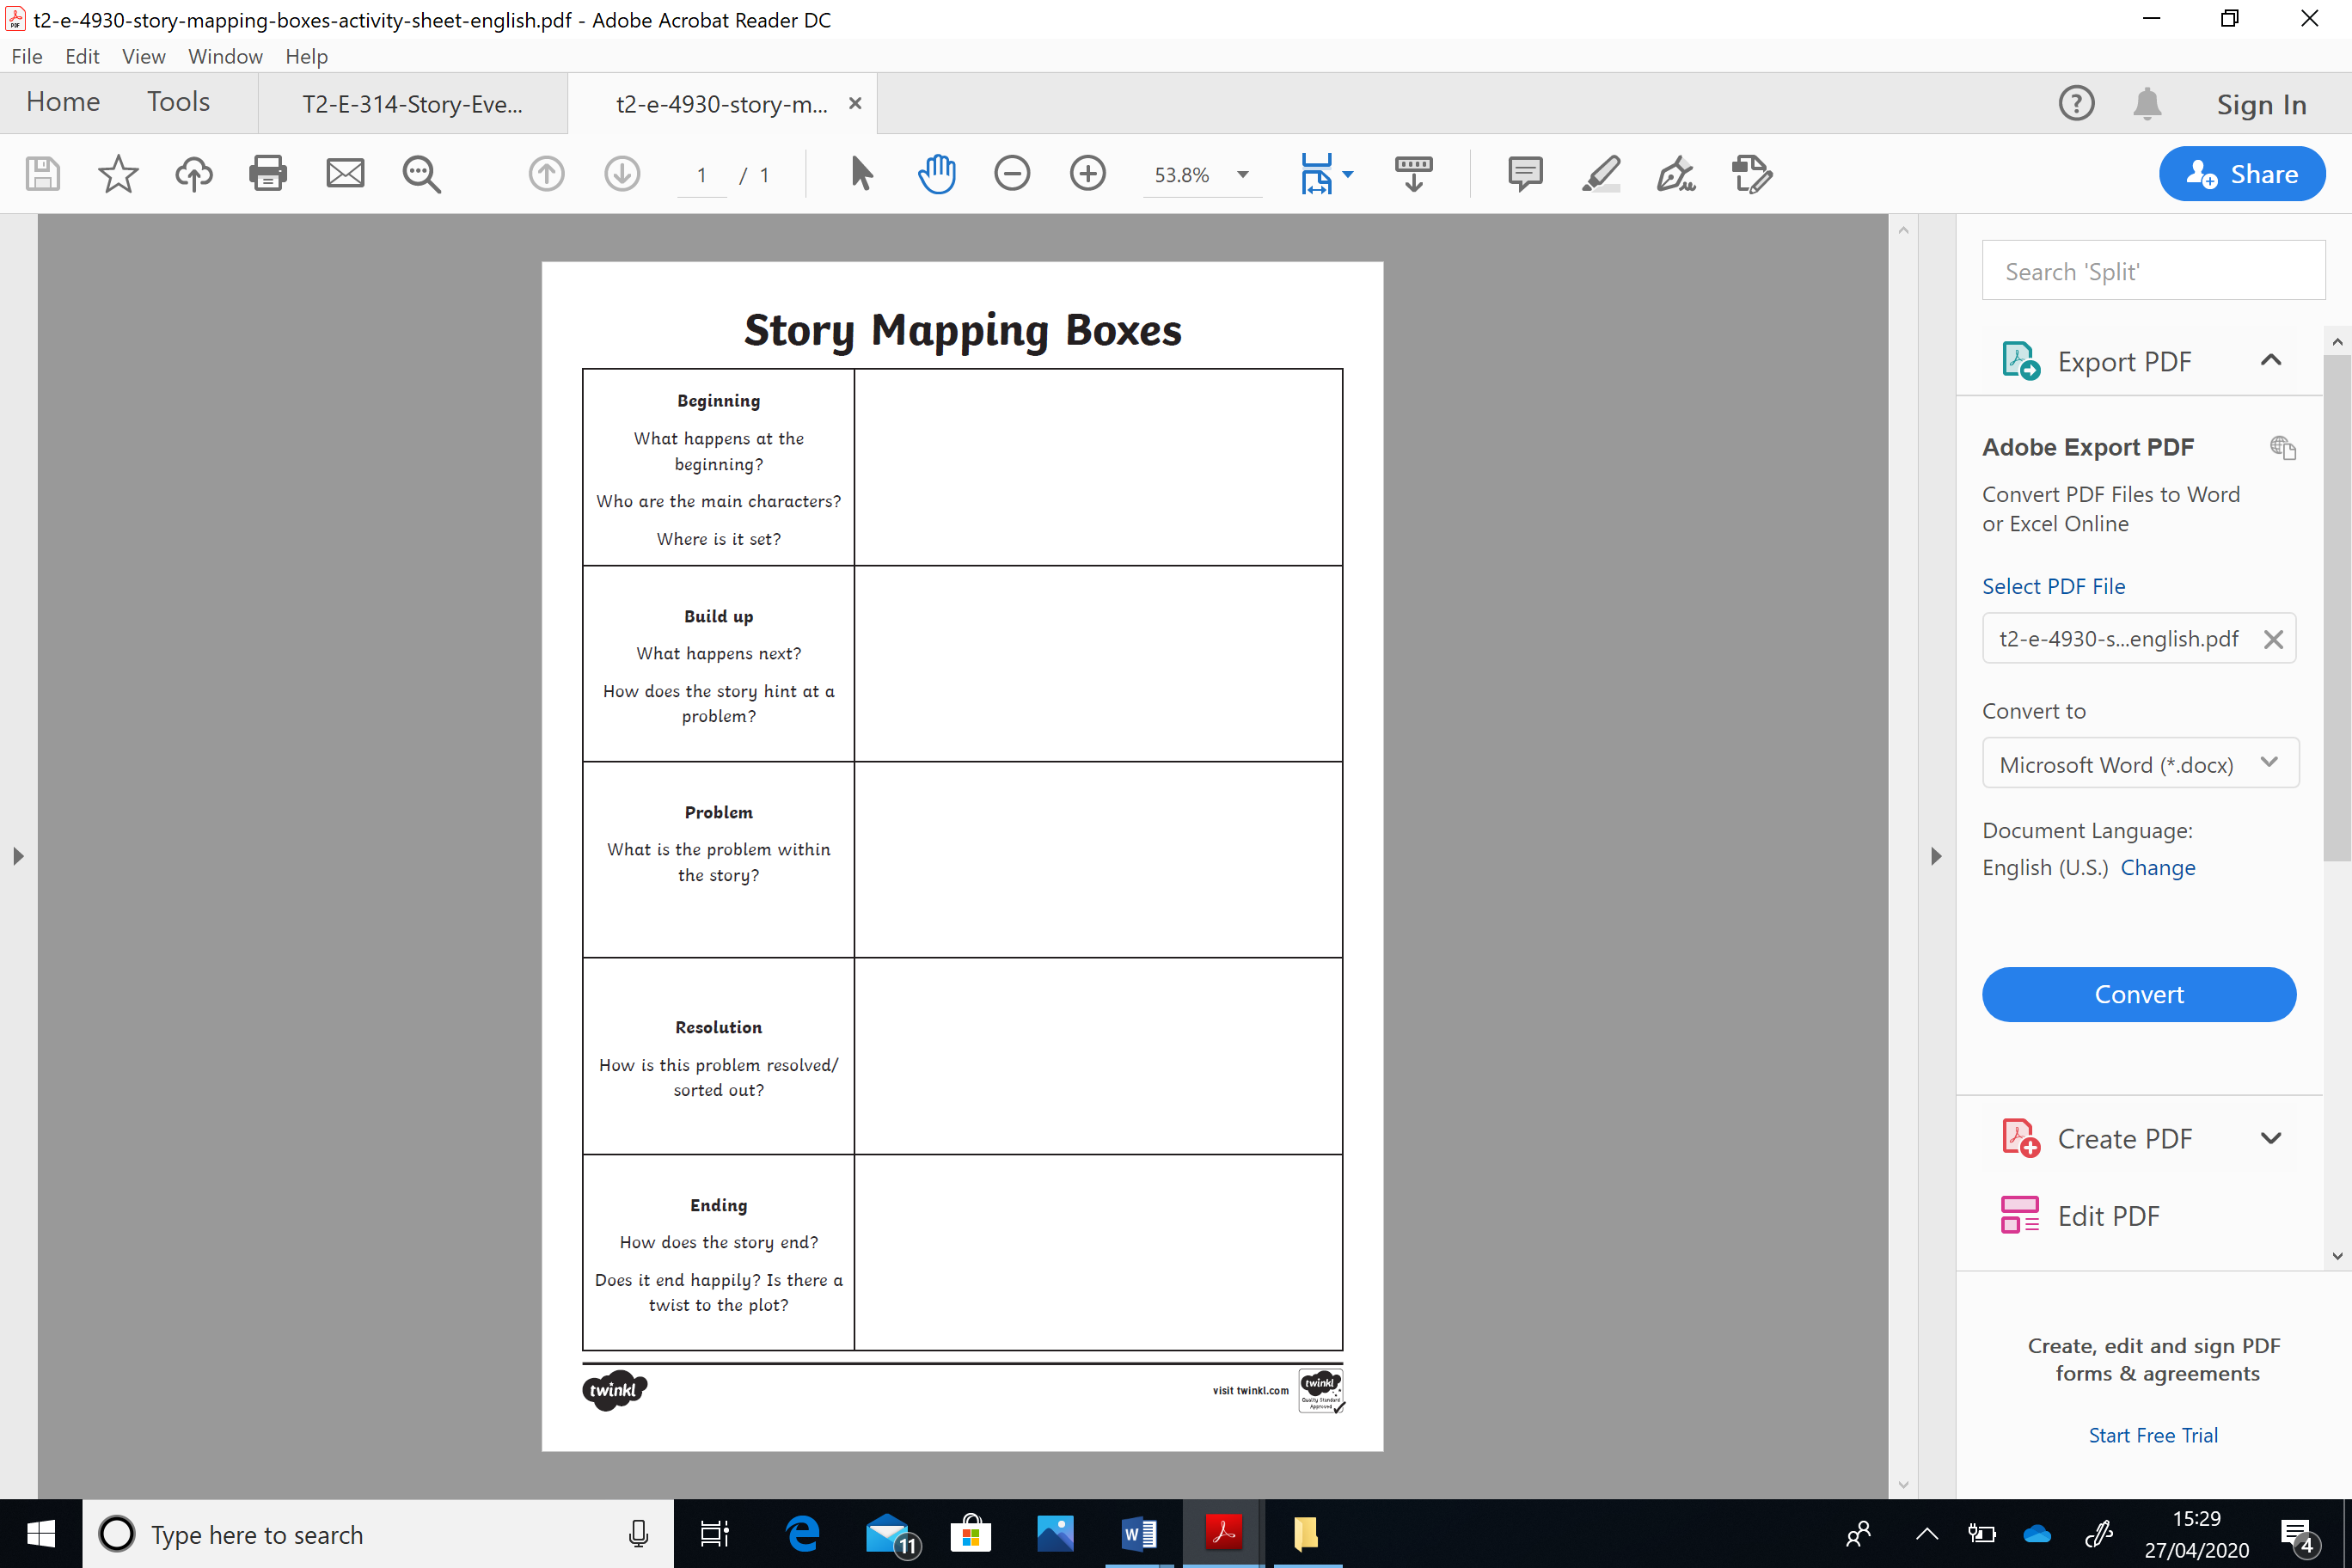 t2-e-4930-story-mapping-boxes-activity-sheet-english.pdf - Adobe Acrobat Reader DC
File Edit View Window Help
Home Tools T2-E-314-Story-Eve... t2-e-4930-story-m... Sign In
1 / 1 53.8% Share
Story Mapping Boxes
Beginning
What happens at the
beginning?
Who are the main characters?
Where is it set?
Build up
What happens next?
How does the story hint at a
problem?
Problem
What is the problem within
the story?
Resolution
How is this problem resolved/
sorted out?
Ending
How does the story end?
Does it end happily? Is there a
twist to the plot?
twinkl
visit twinkl.com
twinkl
Quality Standard
Approved
Search 'Split'
Export PDF
Adobe Export PDF
Convert PDF Files to Word
or Excel Online
Select PDF File
t2-e-4930-s...english.pdf
Convert to
Microsoft Word (*.docx)
Document Language:
English (U.S.) Change
Convert
Create PDF
Edit PDF
Create, edit and sign PDF
forms & agreements
Start Free Trial
Type here to search
11
15:29
27/04/2020
4